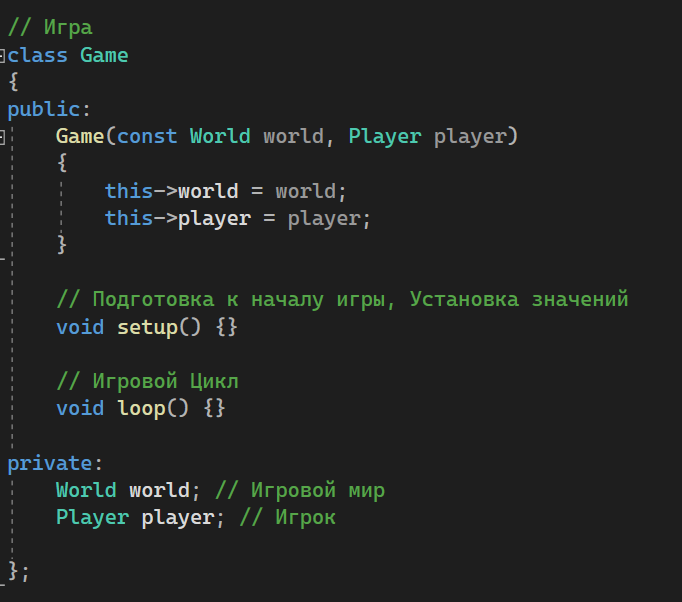 // Игра
class Game
{
public:
    Game(const World world, Player player)
    {
        this->world = world;
        this->player = player;
    }
    // Подготовка к началу игры, Установка значений
    void setup() {}
    // Игровой Цикл
    void loop() {}
private:
    World world; // Игровой мир
    Player player; // Игрок
};